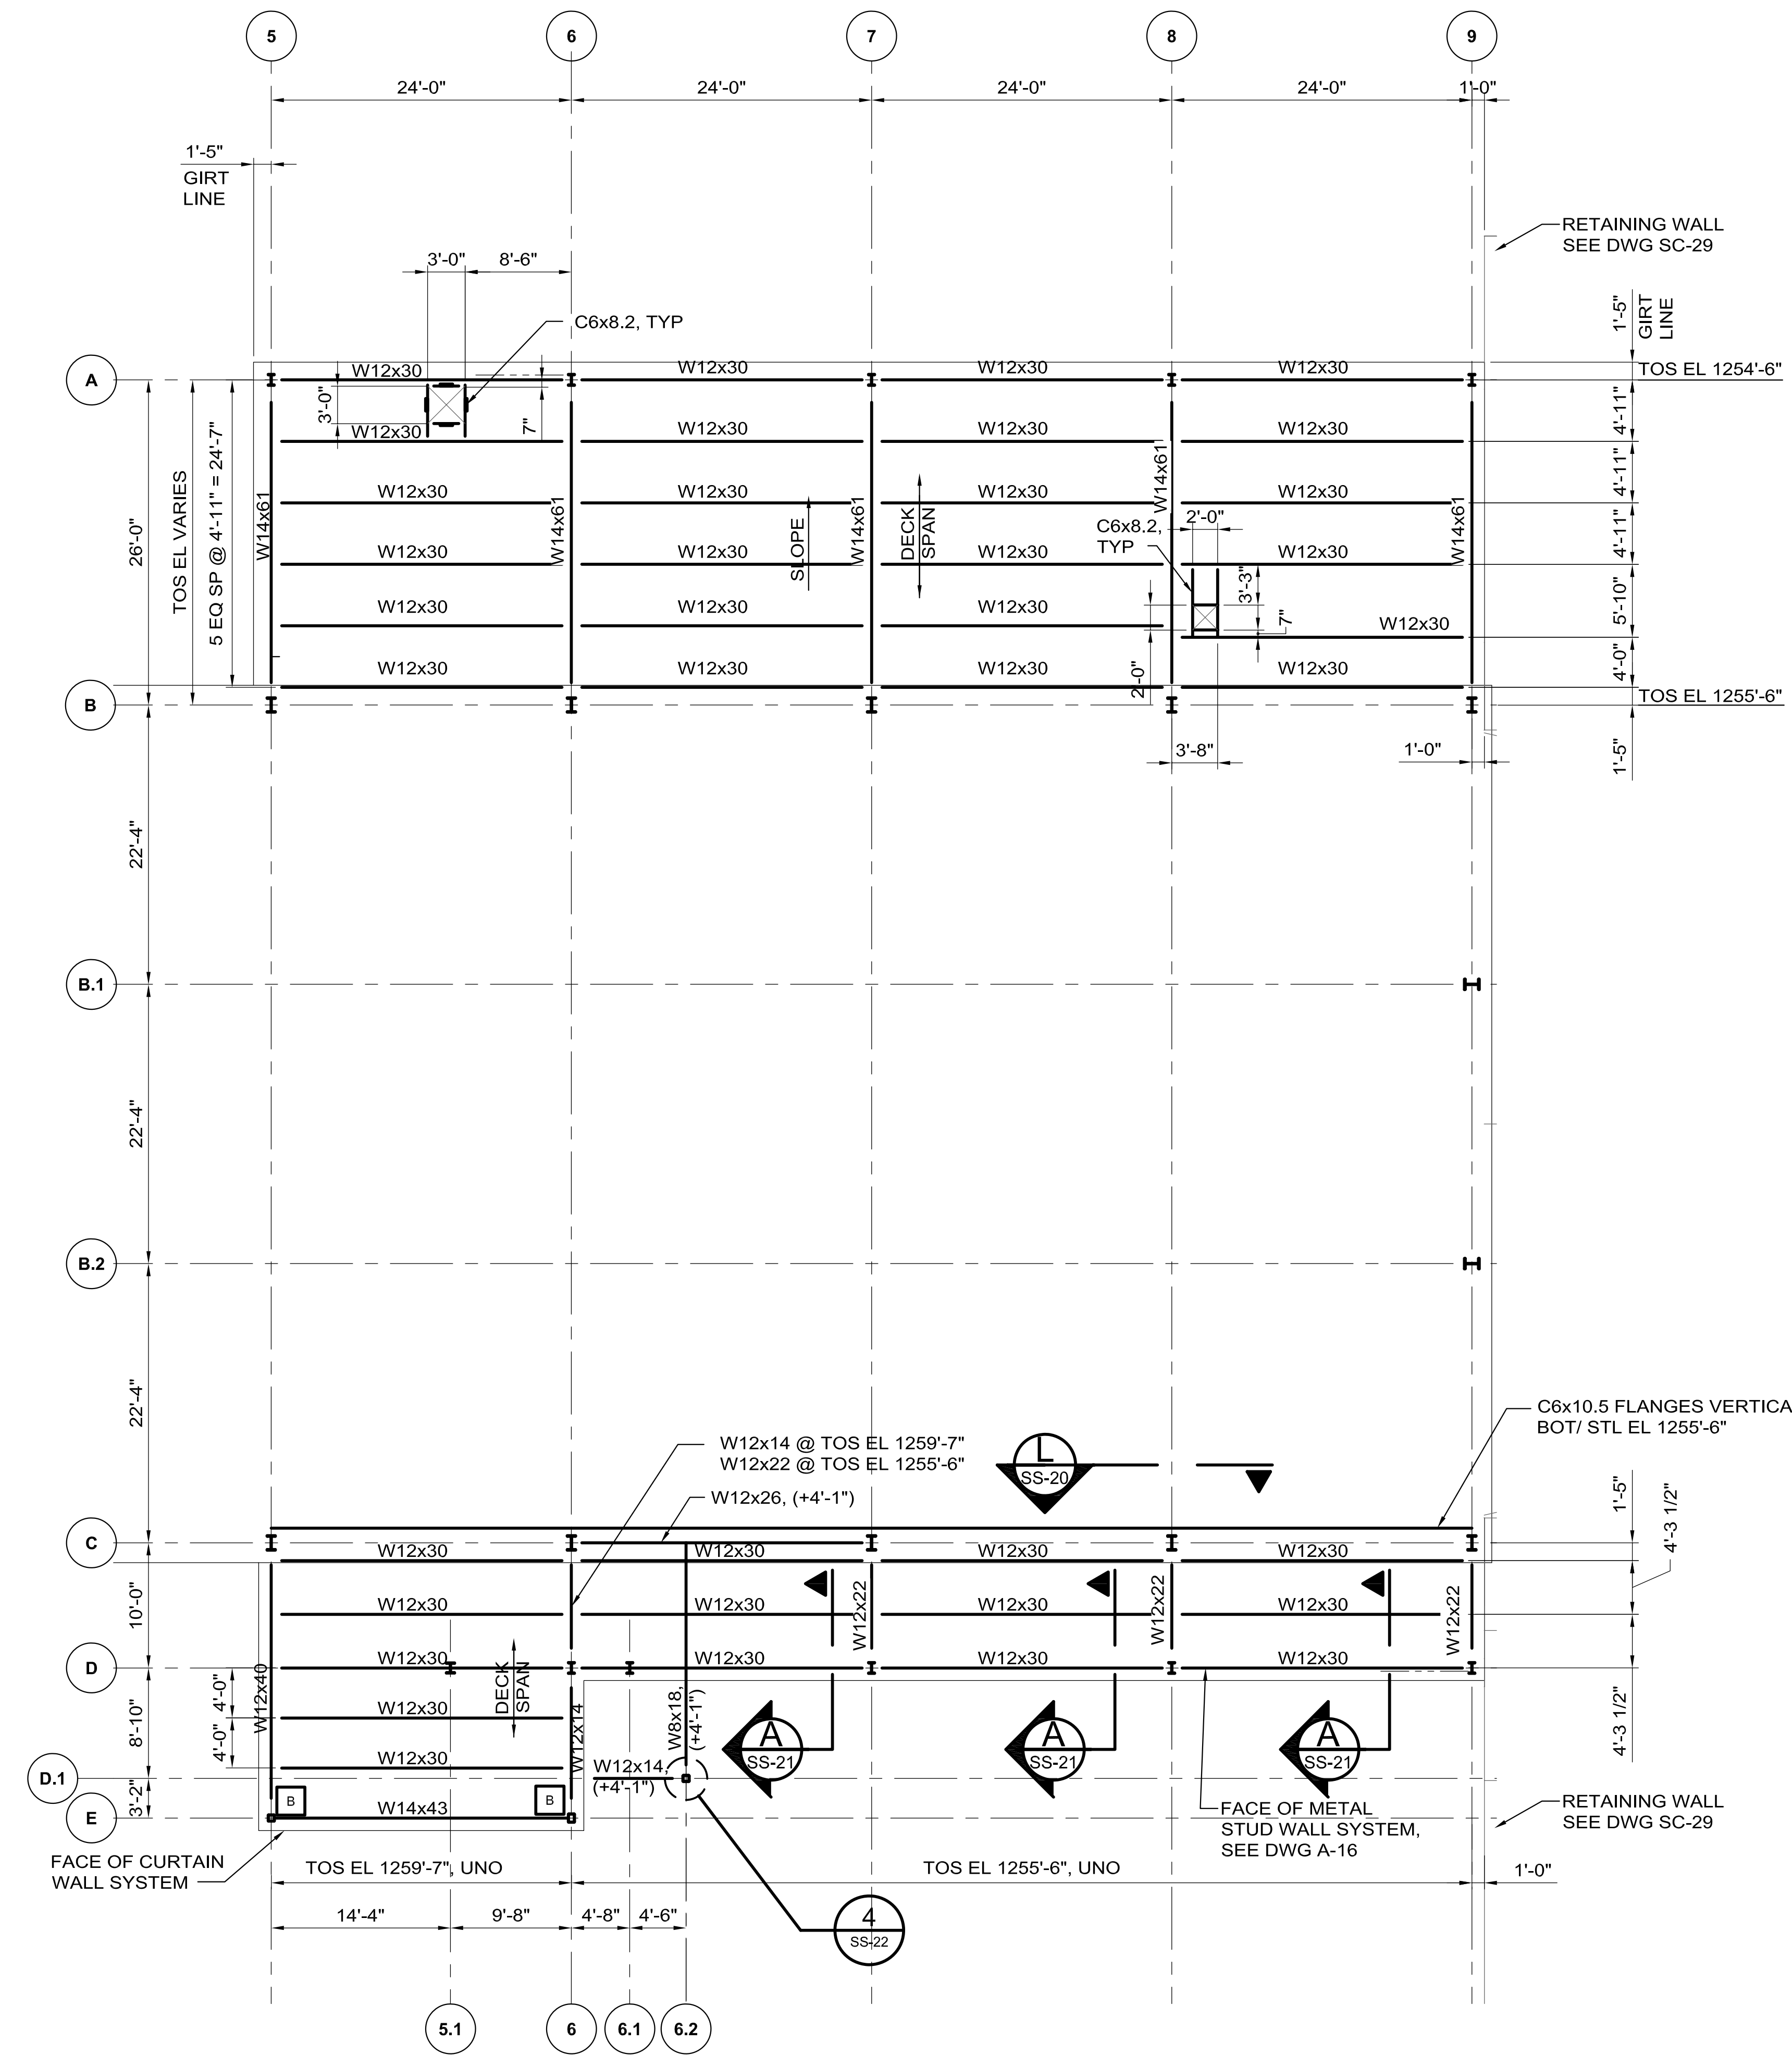 5
6
7
8
9
24'-0"
24'-0"
24'-0"
24'-0"
1'-0"
1'-5"
GIRT
LINE
RETAINING WALL
SEE DWG SC-29
3'-0"
8'-6"
C6x8.2, TYP
1'-5"
GIRT
LINE
A
W12x30
W12x30
W12x30
W12x30
TOS EL 1254'-6"
3'-0"
7"
W12x30
W12x30
W12x30
W12x30
4'-11"
26'-0"
TOS EL VARIES
5 EQ SP @ 4'-11" = 24'-7"
W14x61
W14x61
W14x61
W14x61
W14x61
W12x30
W12x30
W12x30
W12x30
4'-11"
SLOPE
DECK
SPAN
C6x8.2,
TYP
2'-0"
W12x30
W12x30
W12x30
W12x30
4'-11"
3'-3"
7"
5'-10"
W12x30
W12x30
W12x30
W12x30
2'-0"
W12x30
W12x30
W12x30
W12x30
4'-0"
B
TOS EL 1255'-6"
3'-8"
1'-0"
1'-5"
22'-4"
B.1
22'-4"
B.2
22'-4"
C6x10.5 FLANGES VERTICA
BOT/ STL EL 1255'-6"
W12x14 @ TOS EL 1259'-7"
W12x22 @ TOS EL 1255'-6"
L
SS-20
W12x26, (+4'-1")
1'-5"
4'-3 1/2"
C
W12x30
W12x30
W12x30
W12x30
10'-0"
W12x30
W12x30
W12x30
W12x30
W12x22
W12x22
W12x22
D
W12x30
W12x30
W12x30
W12x30
W12x40
DECK
SPAN
4'-0"
W12x30
W12x14
W8x18,
(+4'-1")
8'-10"
4'-0"
A
SS-21
A
SS-21
A
SS-21
4'-3 1/2"
W12x30
D.1
W12x14,
(+4'-1")
3'-2"
B
B
E
W14x43
FACE OF METAL
STUD WALL SYSTEM,
SEE DWG A-16
RETAINING WALL
SEE DWG SC-29
FACE OF CURTAIN
WALL SYSTEM
TOS EL 1259'-7", UNO
TOS EL 1255'-6", UNO
1'-0"
14'-4"
9'-8"
4'-8"
4'-6"
4
SS-22
5.1
6
6.1
6.2